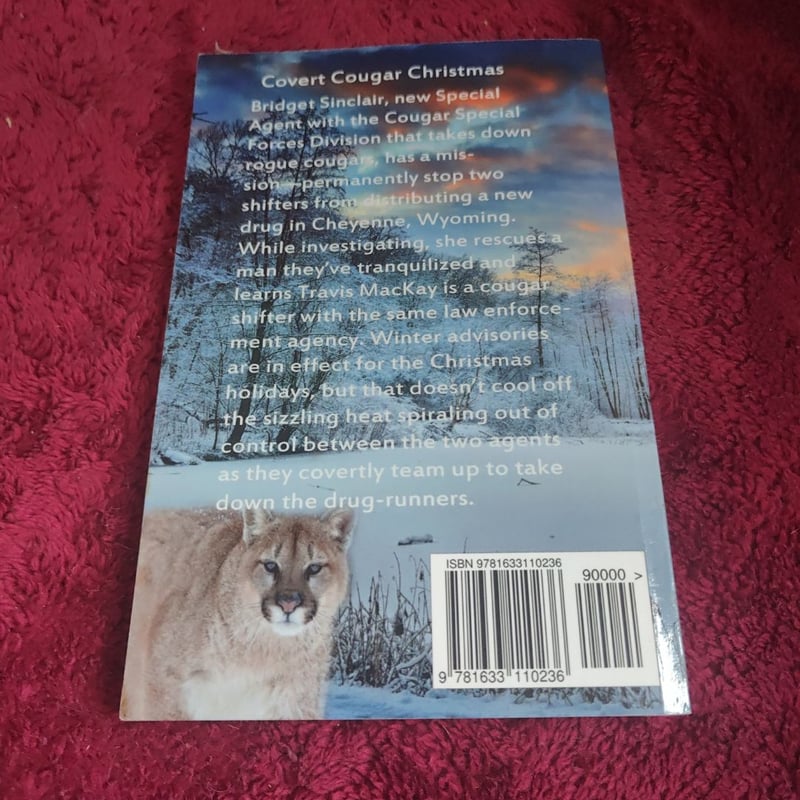 Covert Cougar Christmas
Bridget Sinclair, new Special
Agent with the Cougar Special
Forces Division that takes down
rogue cougars, has a mis-
sion—permanently stop two
shifters from distributing a new
drug in Cheyenne, Wyoming.
While investigating, she rescues a
man they've tranquilized and
learns Travis MacKay is a cougar
shifter with the same law enforce-
ment agency. Winter advisories
are in effect for the Christmas
holidays, but that doesn't cool off
the sizzling heat spiraling out of
control between the two agents
as they covertly team up to take
down the drug-runners.
ISBN 9781633110236
90000 >
9 781633 110236